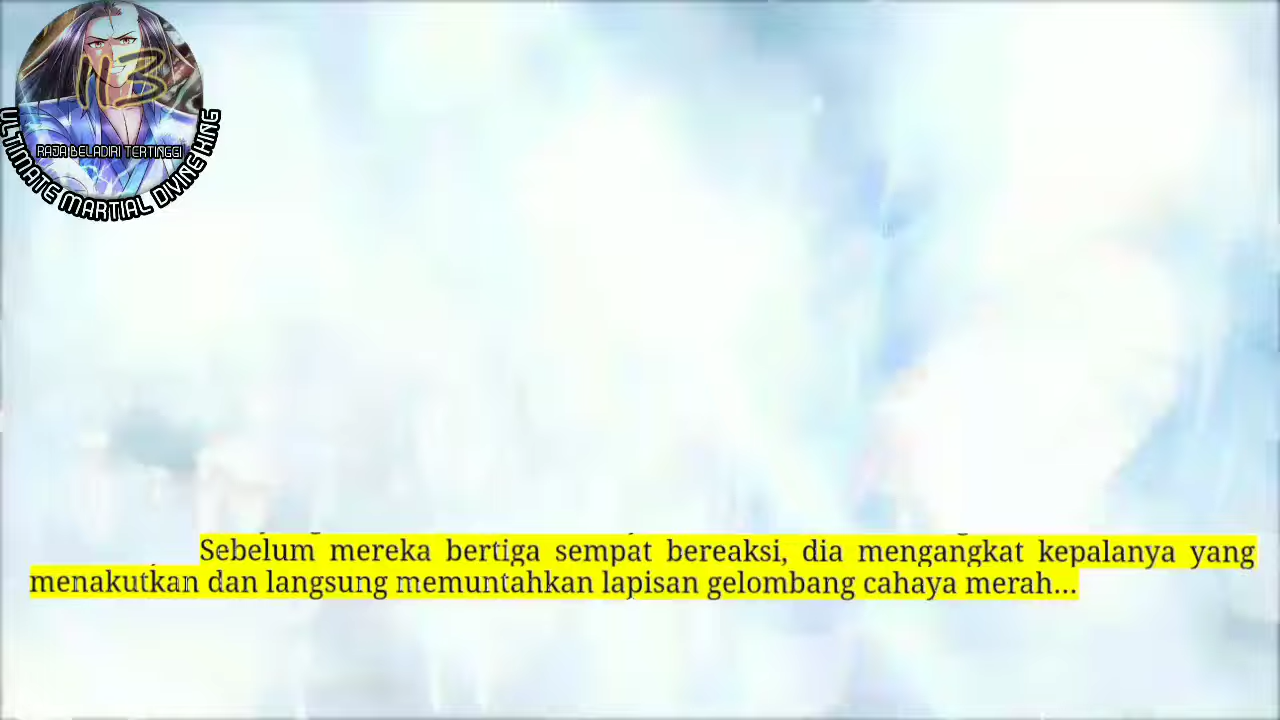 113
RAJA BELADIRI TERTINGGI
ULTIMATE MARTIAL DIVINE KING
Sebelum mereka bertiga sempat bereaksi, dia mengangkat kepalanya yang
menakutkan dan langsung memuntahkan lapisan gelombang cahaya merah...